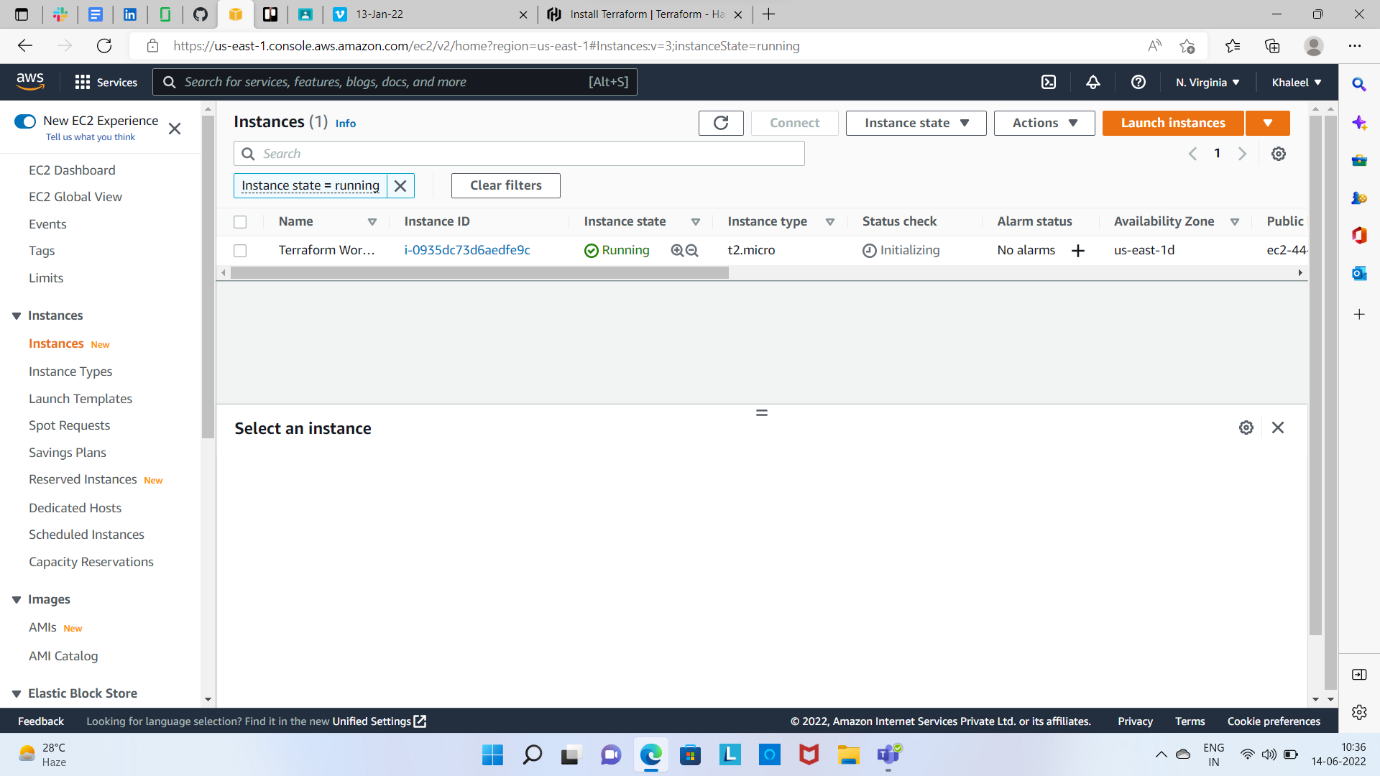 13-Jan-22
Install Terraform | Terraform - Ha
https://us-east-1.console.aws.amazon.com/ec2/v2/home?region=us-east-1#Instances:v=3;instanceState=running
aws
Services
Search for services, features, blogs, docs, and more
[Alt+S]
N. Virginia
Khaleel
New EC2 Experience
Tell us what you think
EC2 Dashboard
EC2 Global View
Events
Tags
Limits
Instances
Instances New
Instance Types
Launch Templates
Spot Requests
Savings Plans
Reserved Instances New
Dedicated Hosts
Scheduled Instances
Capacity Reservations
Images
AMIs New
AMI Catalog
Elastic Block Store
Instances (1) Info
Connect
Instance state
Actions
Launch instances
Search
1
Instance state = running
Clear filters
Name Instance ID Instance state Instance type Status check Alarm status Availability Zone Public
Terraform Wor... i-0935dc73d6aedfe9c Running t2.micro Initializing No alarms us-east-1d ec2-44-
Select an instance
Feedback
Looking for language selection? Find it in the new Unified Settings
© 2022, Amazon Internet Services Private Ltd. or its affiliates.
Privacy
Terms
Cookie preferences
28°C
Haze
ENG
IN
10:36
14-06-2022